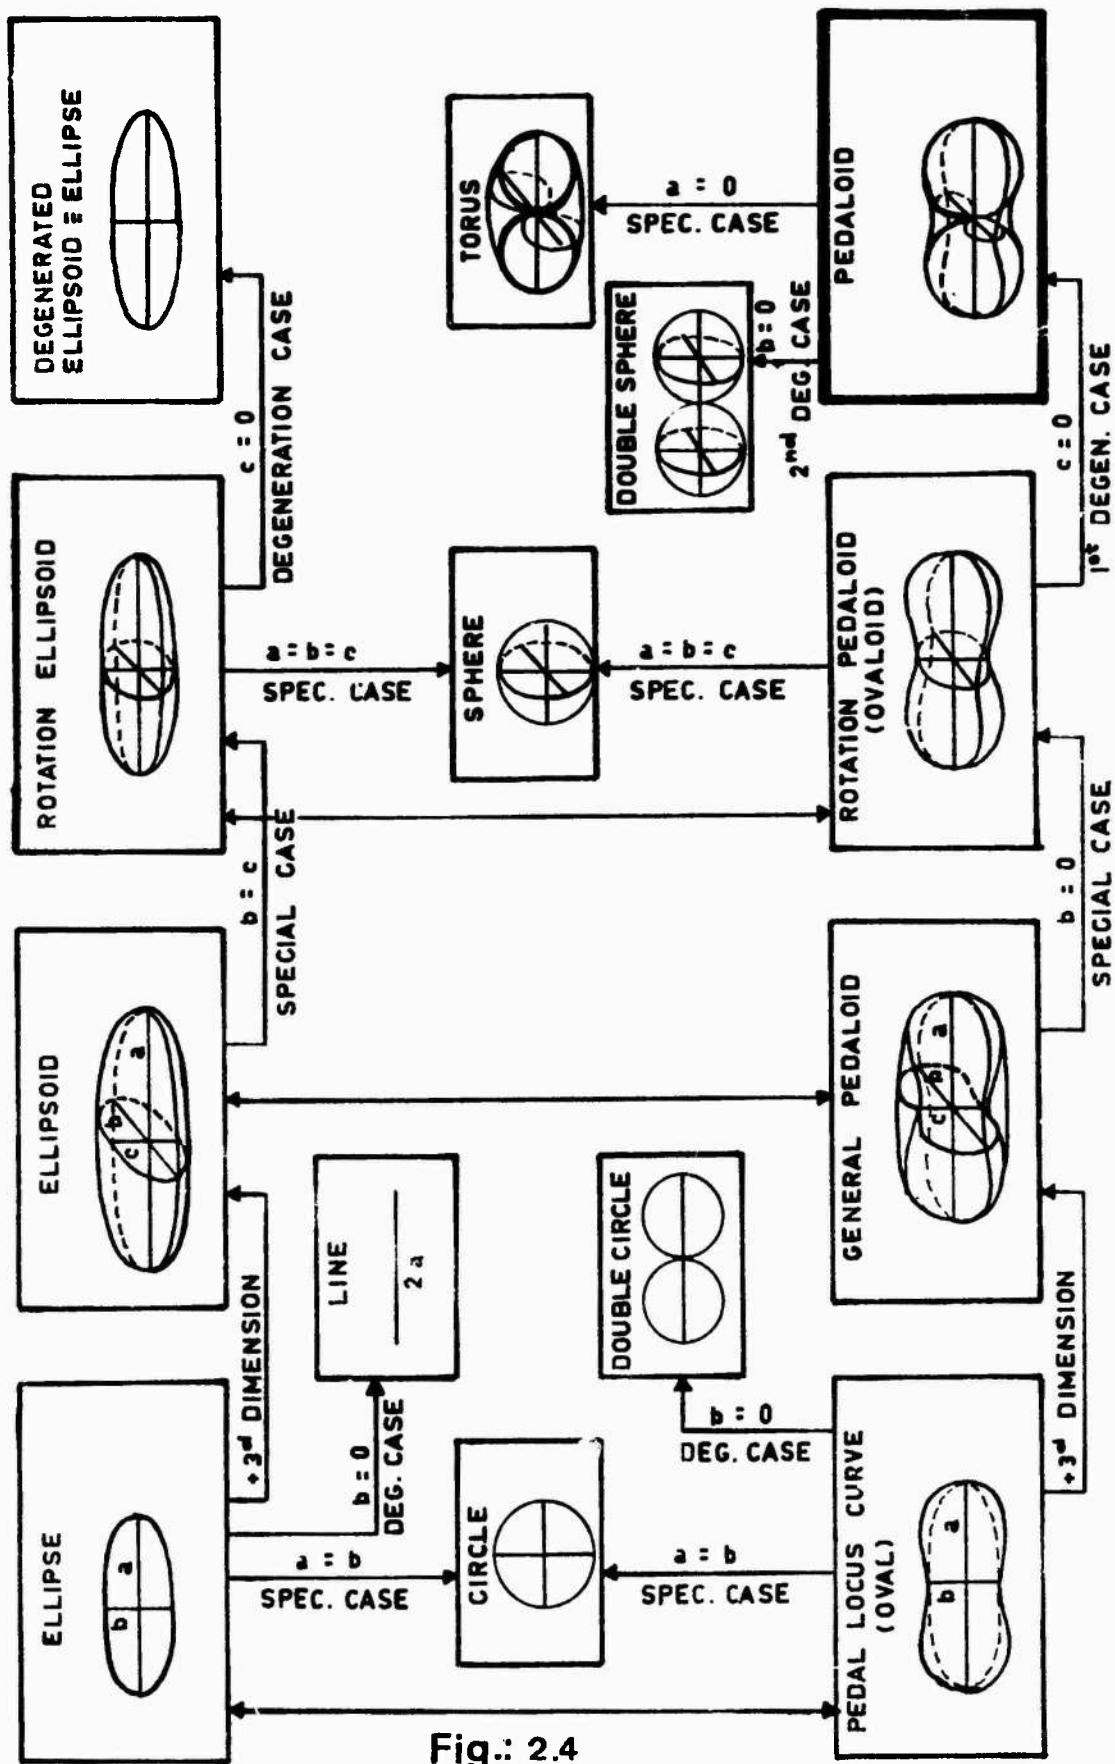 ELLIPSE
b
a
+3rd DIMENSION
ELLIPSOID
c
b
a
b = c
SPECIAL CASE
ROTATION ELLIPSOID
c = 0
DEGENERATION CASE
DEGENERATED
ELLIPSOID ≡ ELLIPSE
a = b
SPEC. CASE
b = 0
DEG. CASE
LINE
2a
CIRCLE
a = b = c
SPEC. CASE
SPHERE
a = b = c
SPEC. CASE
TORUS
a = 0
SPEC. CASE
DOUBLE SPHERE
b = 0
2nd DEG. CASE
DOUBLE CIRCLE
b = 0
DEG. CASE
a = b
SPEC. CASE
PEDAL LOCUS CURVE
(OVAL)
b
a
+3rd DIMENSION
GENERAL PEDALOID
c
b
a
b = 0
SPECIAL CASE
ROTATION PEDALOID
(OVALOID)
c = 0
1st DEGEN. CASE
PEDALOID
Fig.: 2.4